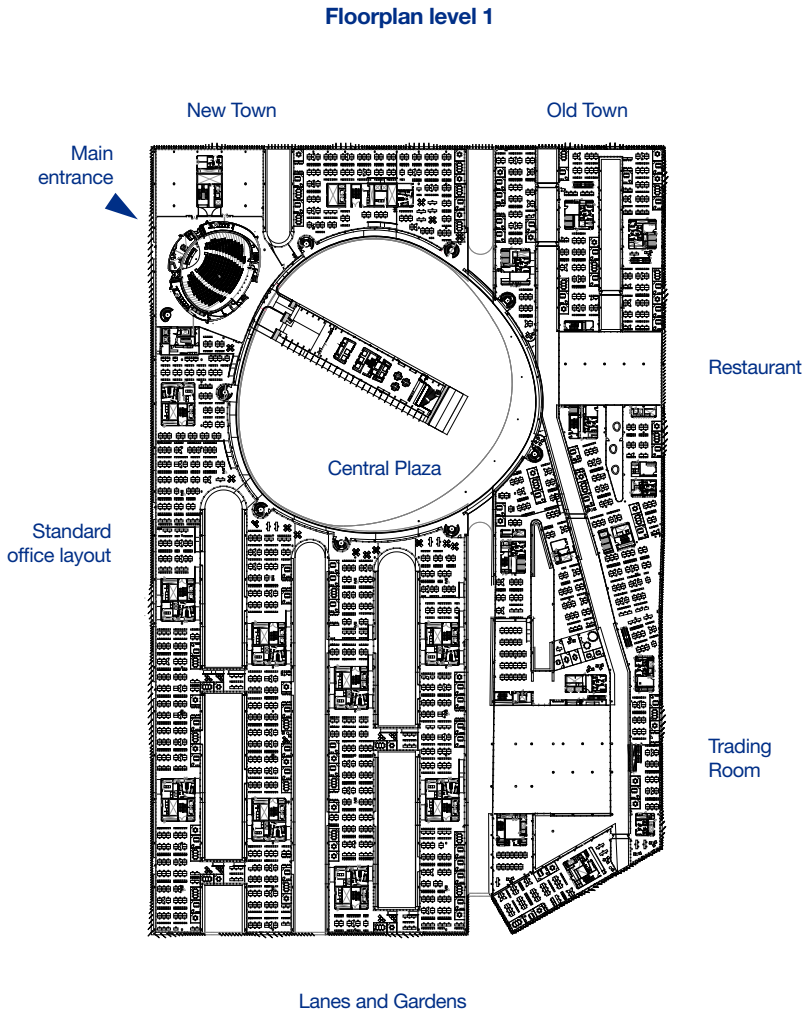 Floorplan level 1
New Town
Old Town
Main
entrance
Restaurant
Central Plaza
Standard
office layout
Trading
Room
Lanes and Gardens